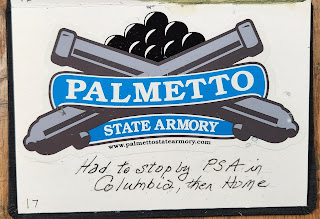 PALMETTO
STATE ARMORY
www.palmettostatearmory.com
Had to stop by PSA in
Columbia, then Home
17